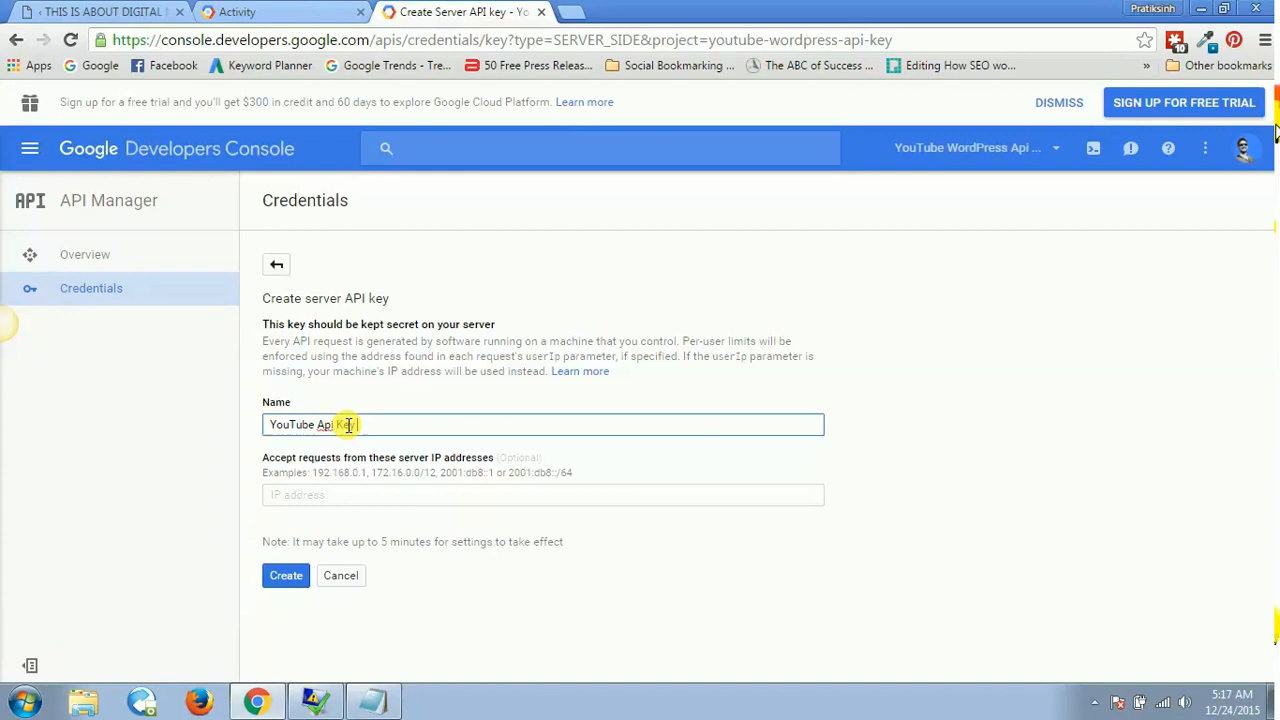 ‹ THIS IS ABOUT DIGITAL M
Activity
Create Server API key - Yo
Pratiksinh
https://console.developers.google.com/apis/credentials/key?type=SERVER_SIDE&project=youtube-wordpress-api-key
10
Apps
Google
Facebook
Keyword Planner
Google Trends - Tre...
50 Free Press Releas...
Social Bookmarking ...
The ABC of Success ...
Editing How SEO wo...
»
Other bookmarks
Sign up for a free trial and you'll get $300 in credit and 60 days to explore Google Cloud Platform. Learn more
DISMISS
SIGN UP FOR FREE TRIAL
Google Developers Console
YouTube WordPress Api ...
API API Manager
Credentials
Overview
Credentials
Create server API key
This key should be kept secret on your server
Every API request is generated by software running on a machine that you control. Per-user limits will be
enforced using the address found in each request's userIp parameter, if specified. If the userIp parameter is
missing, your machine's IP address will be used instead. Learn more
Name
YouTube Api Key
Accept requests from these server IP addresses (Optional)
Examples: 192.168.0.1, 172.16.0.0/12, 2001:db8::1 or 2001:db8::/64
IP address
Note: It may take up to 5 minutes for settings to take effect
Create
Cancel
5:17 AM
12/24/2015